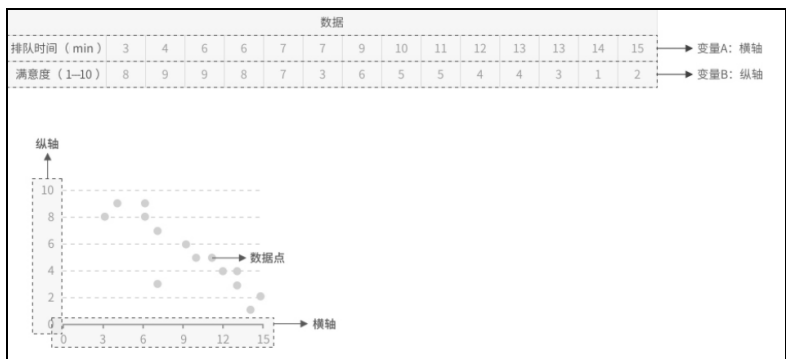 数据
排队时间（min） 3 4 6 6 7 7 9 10 11 12 13 13 14 15 变量A：横轴
满意度（1—10） 8 9 9 8 7 3 6 5 5 4 4 3 1 2 变量B：纵轴
纵轴
10
8
6
4 数据点
2
0 横轴
0 3 6 9 12 15